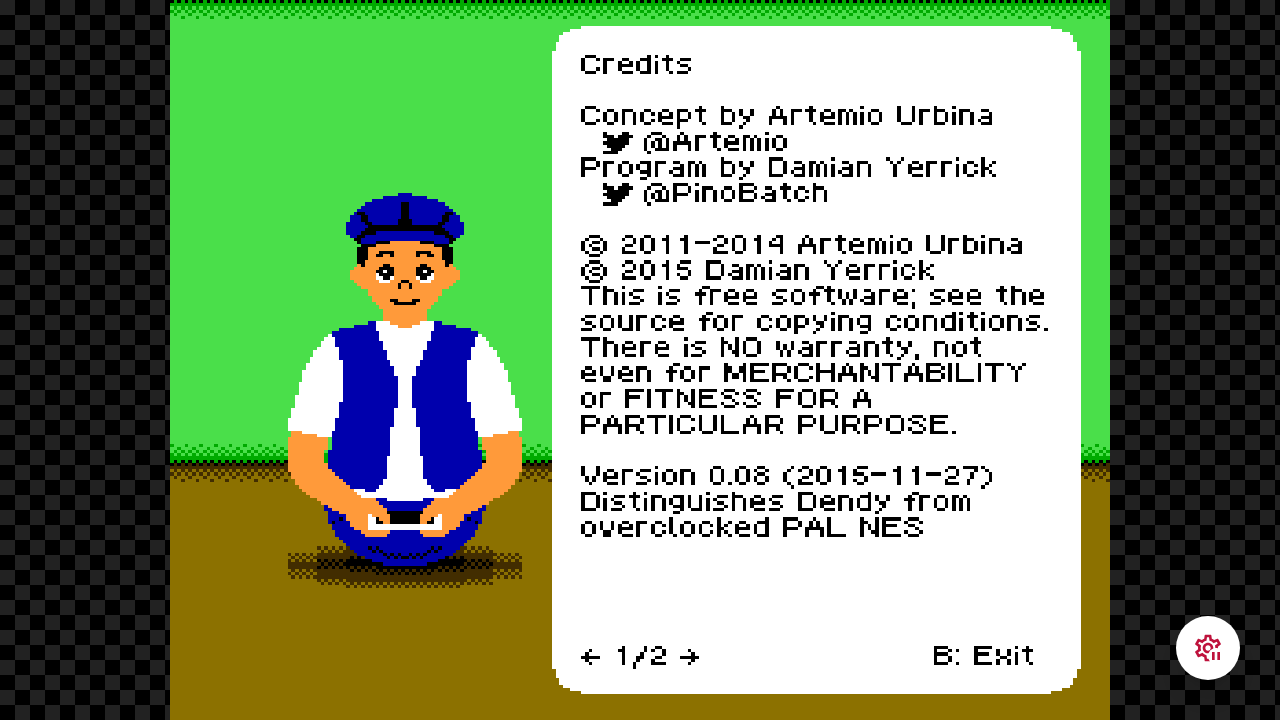 Credits
Concept by Artemio Urbina
@Artemio
Program by Damian Yerrick
@PinoBatch
© 2011-2014 Artemio Urbina
© 2015 Damian Yerrick
This is free software; see the
source for copying conditions.
There is NO warranty, not
even for MERCHANTABILITY
or FITNESS FOR A
PARTICULAR PURPOSE.
Version 0.08 (2015-11-27)
Distinguishes Dendy from
overclocked PAL NES
← 1/2 → B: Exit